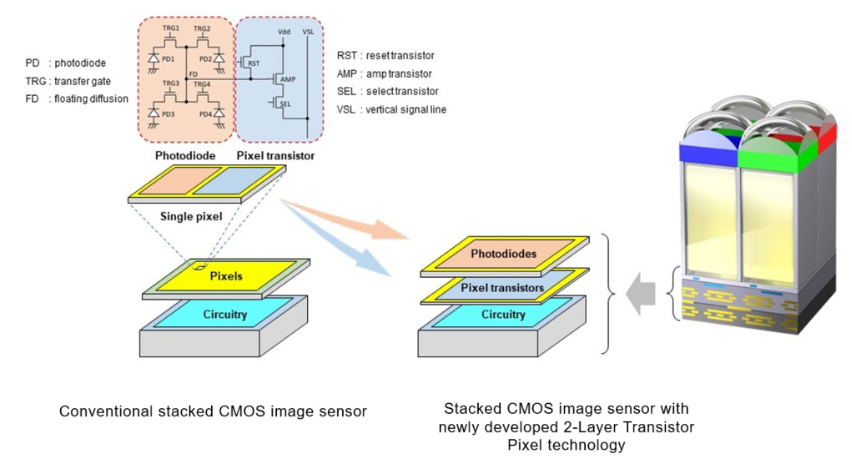 TRG1
TRG2
PD1
PD2
FD
TRG3
TRG4
PD3
PD4
Vdd
VSL
RST
AMP
SEL
PD : photodiode
TRG : transfer gate
FD : floating diffusion
RST : reset transistor
AMP : amp transistor
SEL : select transistor
VSL : vertical signal line
Photodiode
Pixel transistor
Single pixel
Pixels
Circuitry
Photodiodes
Pixel transistors
Circuitry
Conventional stacked CMOS image sensor
Stacked CMOS image sensor with
newly developed 2-Layer Transistor
Pixel technology